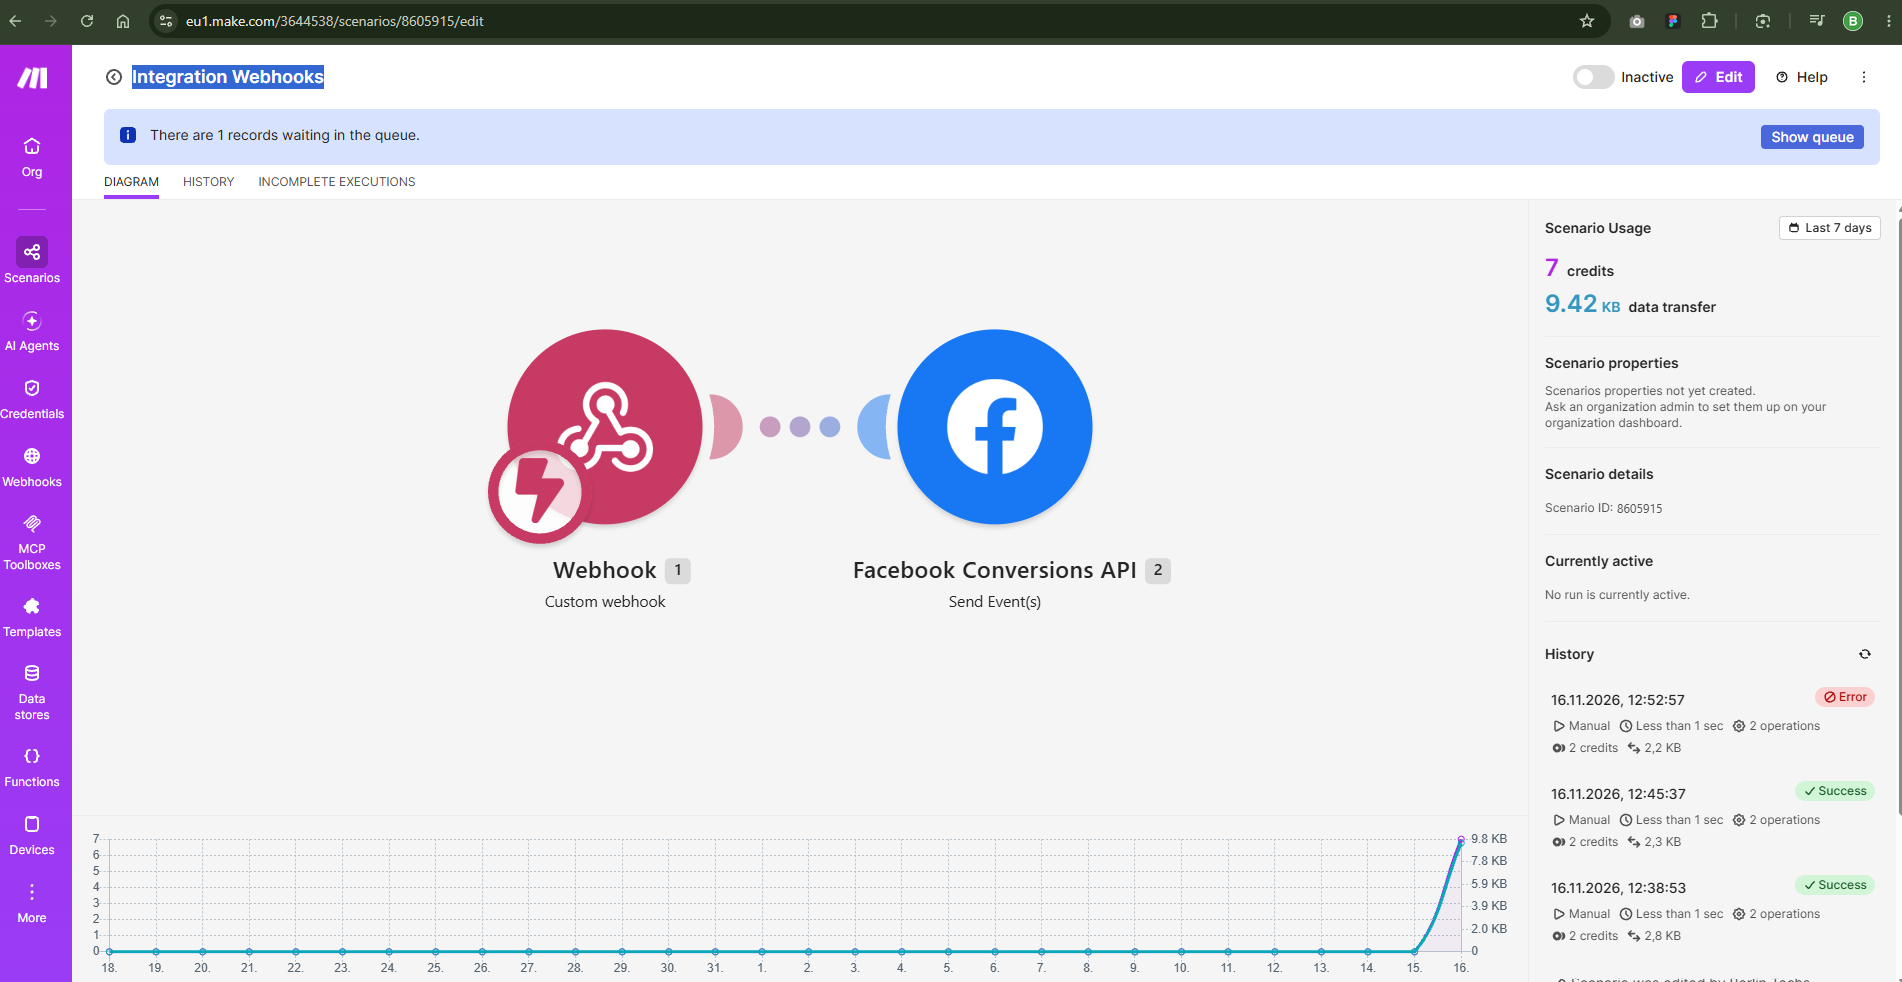 eu1.make.com/3644538/scenarios/8605915/edit
B
Integration Webhooks
Inactive
Edit
Help
There are 1 records waiting in the queue.
Show queue
DIAGRAM
HISTORY
INCOMPLETE EXECUTIONS
Org
Scenarios
AI Agents
Credentials
Webhooks
MCP
Toolboxes
Templates
Data
stores
Functions
Devices
More
Webhook 1
Custom webhook
Facebook Conversions API 2
Send Event(s)
7
6
5
4
3
2
1
0
9.8 KB
7.8 KB
5.9 KB
3.9 KB
2.0 KB
0
18. 19. 20. 21. 22. 23. 24. 25. 26. 27. 28. 29. 30. 31. 1. 2. 3. 4. 5. 6. 7. 8. 9. 10. 11. 12. 13. 14. 15. 16.
Scenario Usage
Last 7 days
7 credits
9.42 KB data transfer
Scenario properties
Scenarios properties not yet created.
Ask an organization admin to set them up on your
organization dashboard.
Scenario details
Scenario ID: 8605915
Currently active
No run is currently active.
History
16.11.2026, 12:52:57
Error
Manual Less than 1 sec 2 operations
2 credits 2,2 KB
16.11.2026, 12:45:37
Success
Manual Less than 1 sec 2 operations
2 credits 2,3 KB
16.11.2026, 12:38:53
Success
Manual Less than 1 sec 2 operations
2 credits 2,8 KB
Scenario was edited by